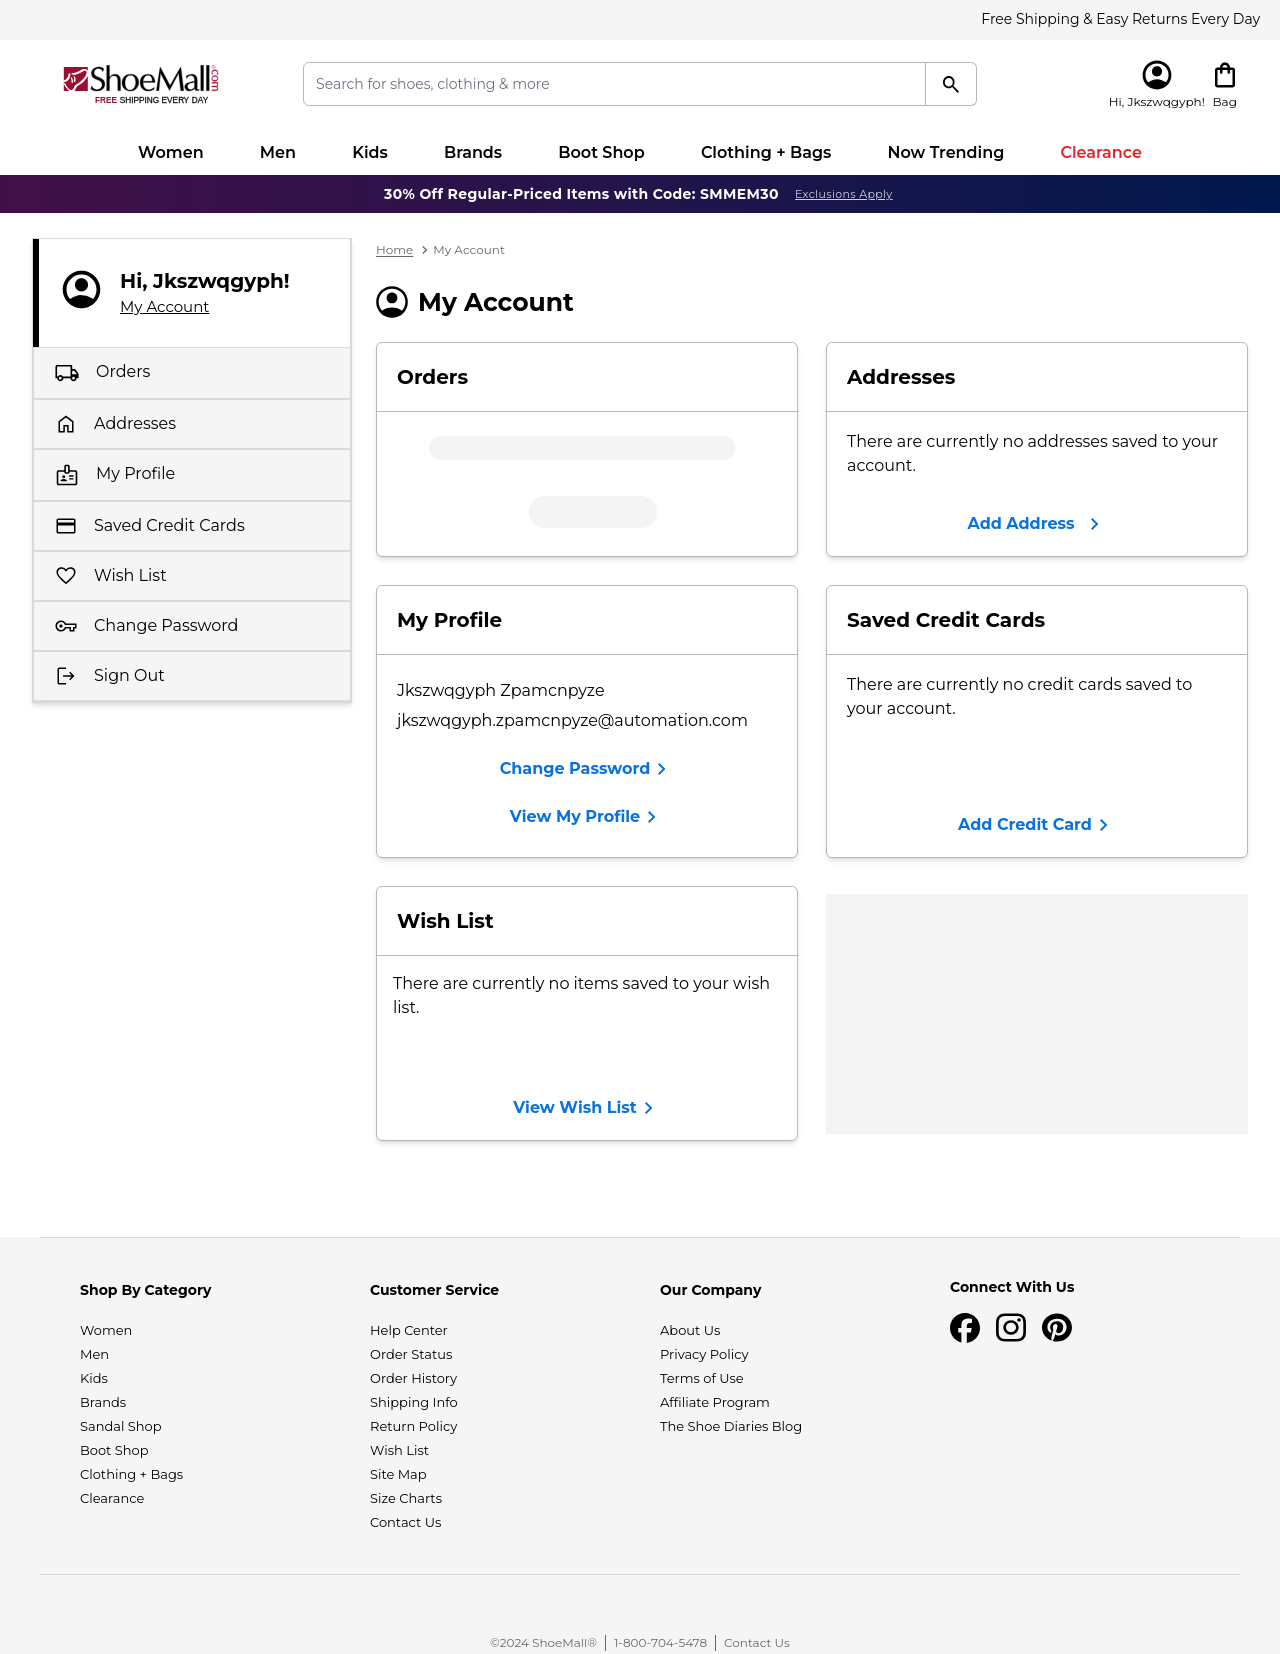 Free Shipping & Easy Returns Every Day
ShoeMall.com
FREE SHIPPING EVERY DAY
Search for shoes, clothing & more
Hi, Jkszwqgyph!
Bag
Women
Men
Kids
Brands
Boot Shop
Clothing + Bags
Now Trending
Clearance
30% Off Regular-Priced Items with Code: SMMEM30 Exclusions Apply
Hi, Jkszwqgyph!
My Account
Orders
Addresses
My Profile
Saved Credit Cards
Wish List
Change Password
Sign Out
Home > My Account
My Account
Orders
Addresses
There are currently no addresses saved to your
account.
Add Address
My Profile
Jkszwqgyph Zpamcnpyze
jkszwqgyph.zpamcnpyze@automation.com
Change Password
View My Profile
Saved Credit Cards
There are currently no credit cards saved to
your account.
Add Credit Card
Wish List
There are currently no items saved to your wish
list.
View Wish List
Shop By Category
Women
Men
Kids
Brands
Sandal Shop
Boot Shop
Clothing + Bags
Clearance
Customer Service
Help Center
Order Status
Order History
Shipping Info
Return Policy
Wish List
Site Map
Size Charts
Contact Us
Our Company
About Us
Privacy Policy
Terms of Use
Affiliate Program
The Shoe Diaries Blog
Connect With Us
©2024 ShoeMall® | 1-800-704-5478 | Contact Us